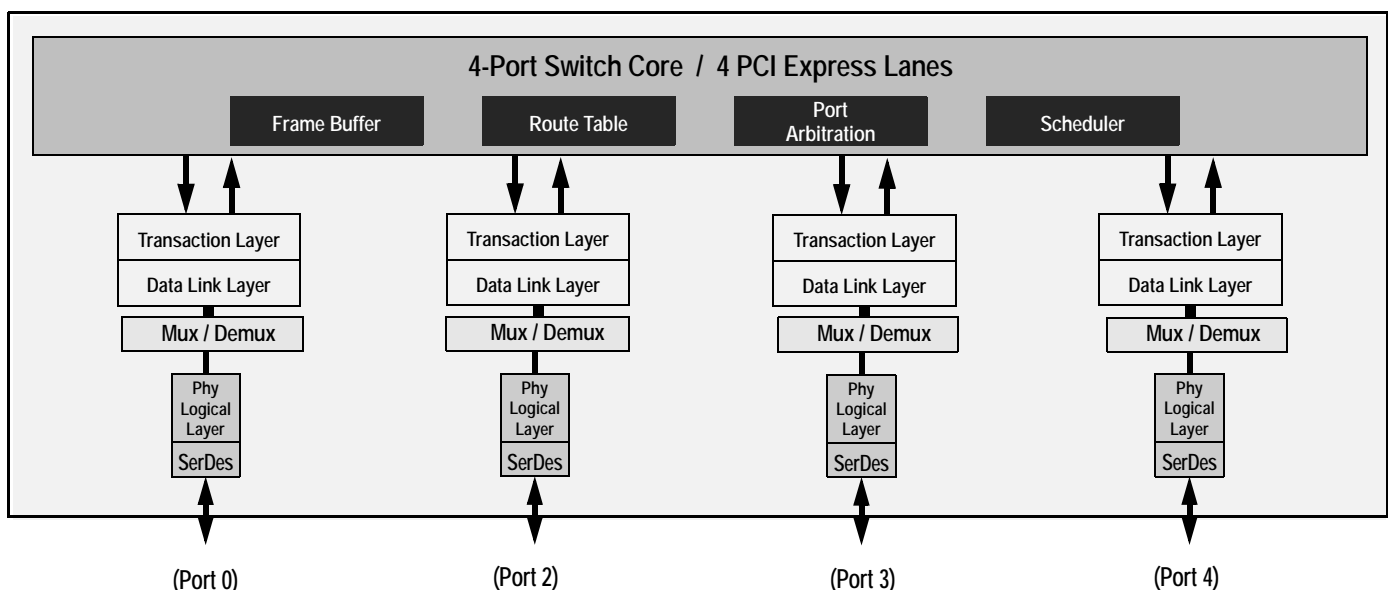 4-Port Switch Core / 4 PCI Express Lanes
Frame Buffer
Route Table
Port
Arbitration
Scheduler
Transaction Layer
Data Link Layer
Mux / Demux
Phy
Logical
Layer
SerDes
(Port 0)
Transaction Layer
Data Link Layer
Mux / Demux
Phy
Logical
Layer
SerDes
(Port 2)
Transaction Layer
Data Link Layer
Mux / Demux
Phy
Logical
Layer
SerDes
(Port 3)
Transaction Layer
Data Link Layer
Mux / Demux
Phy
Logical
Layer
SerDes
(Port 4)